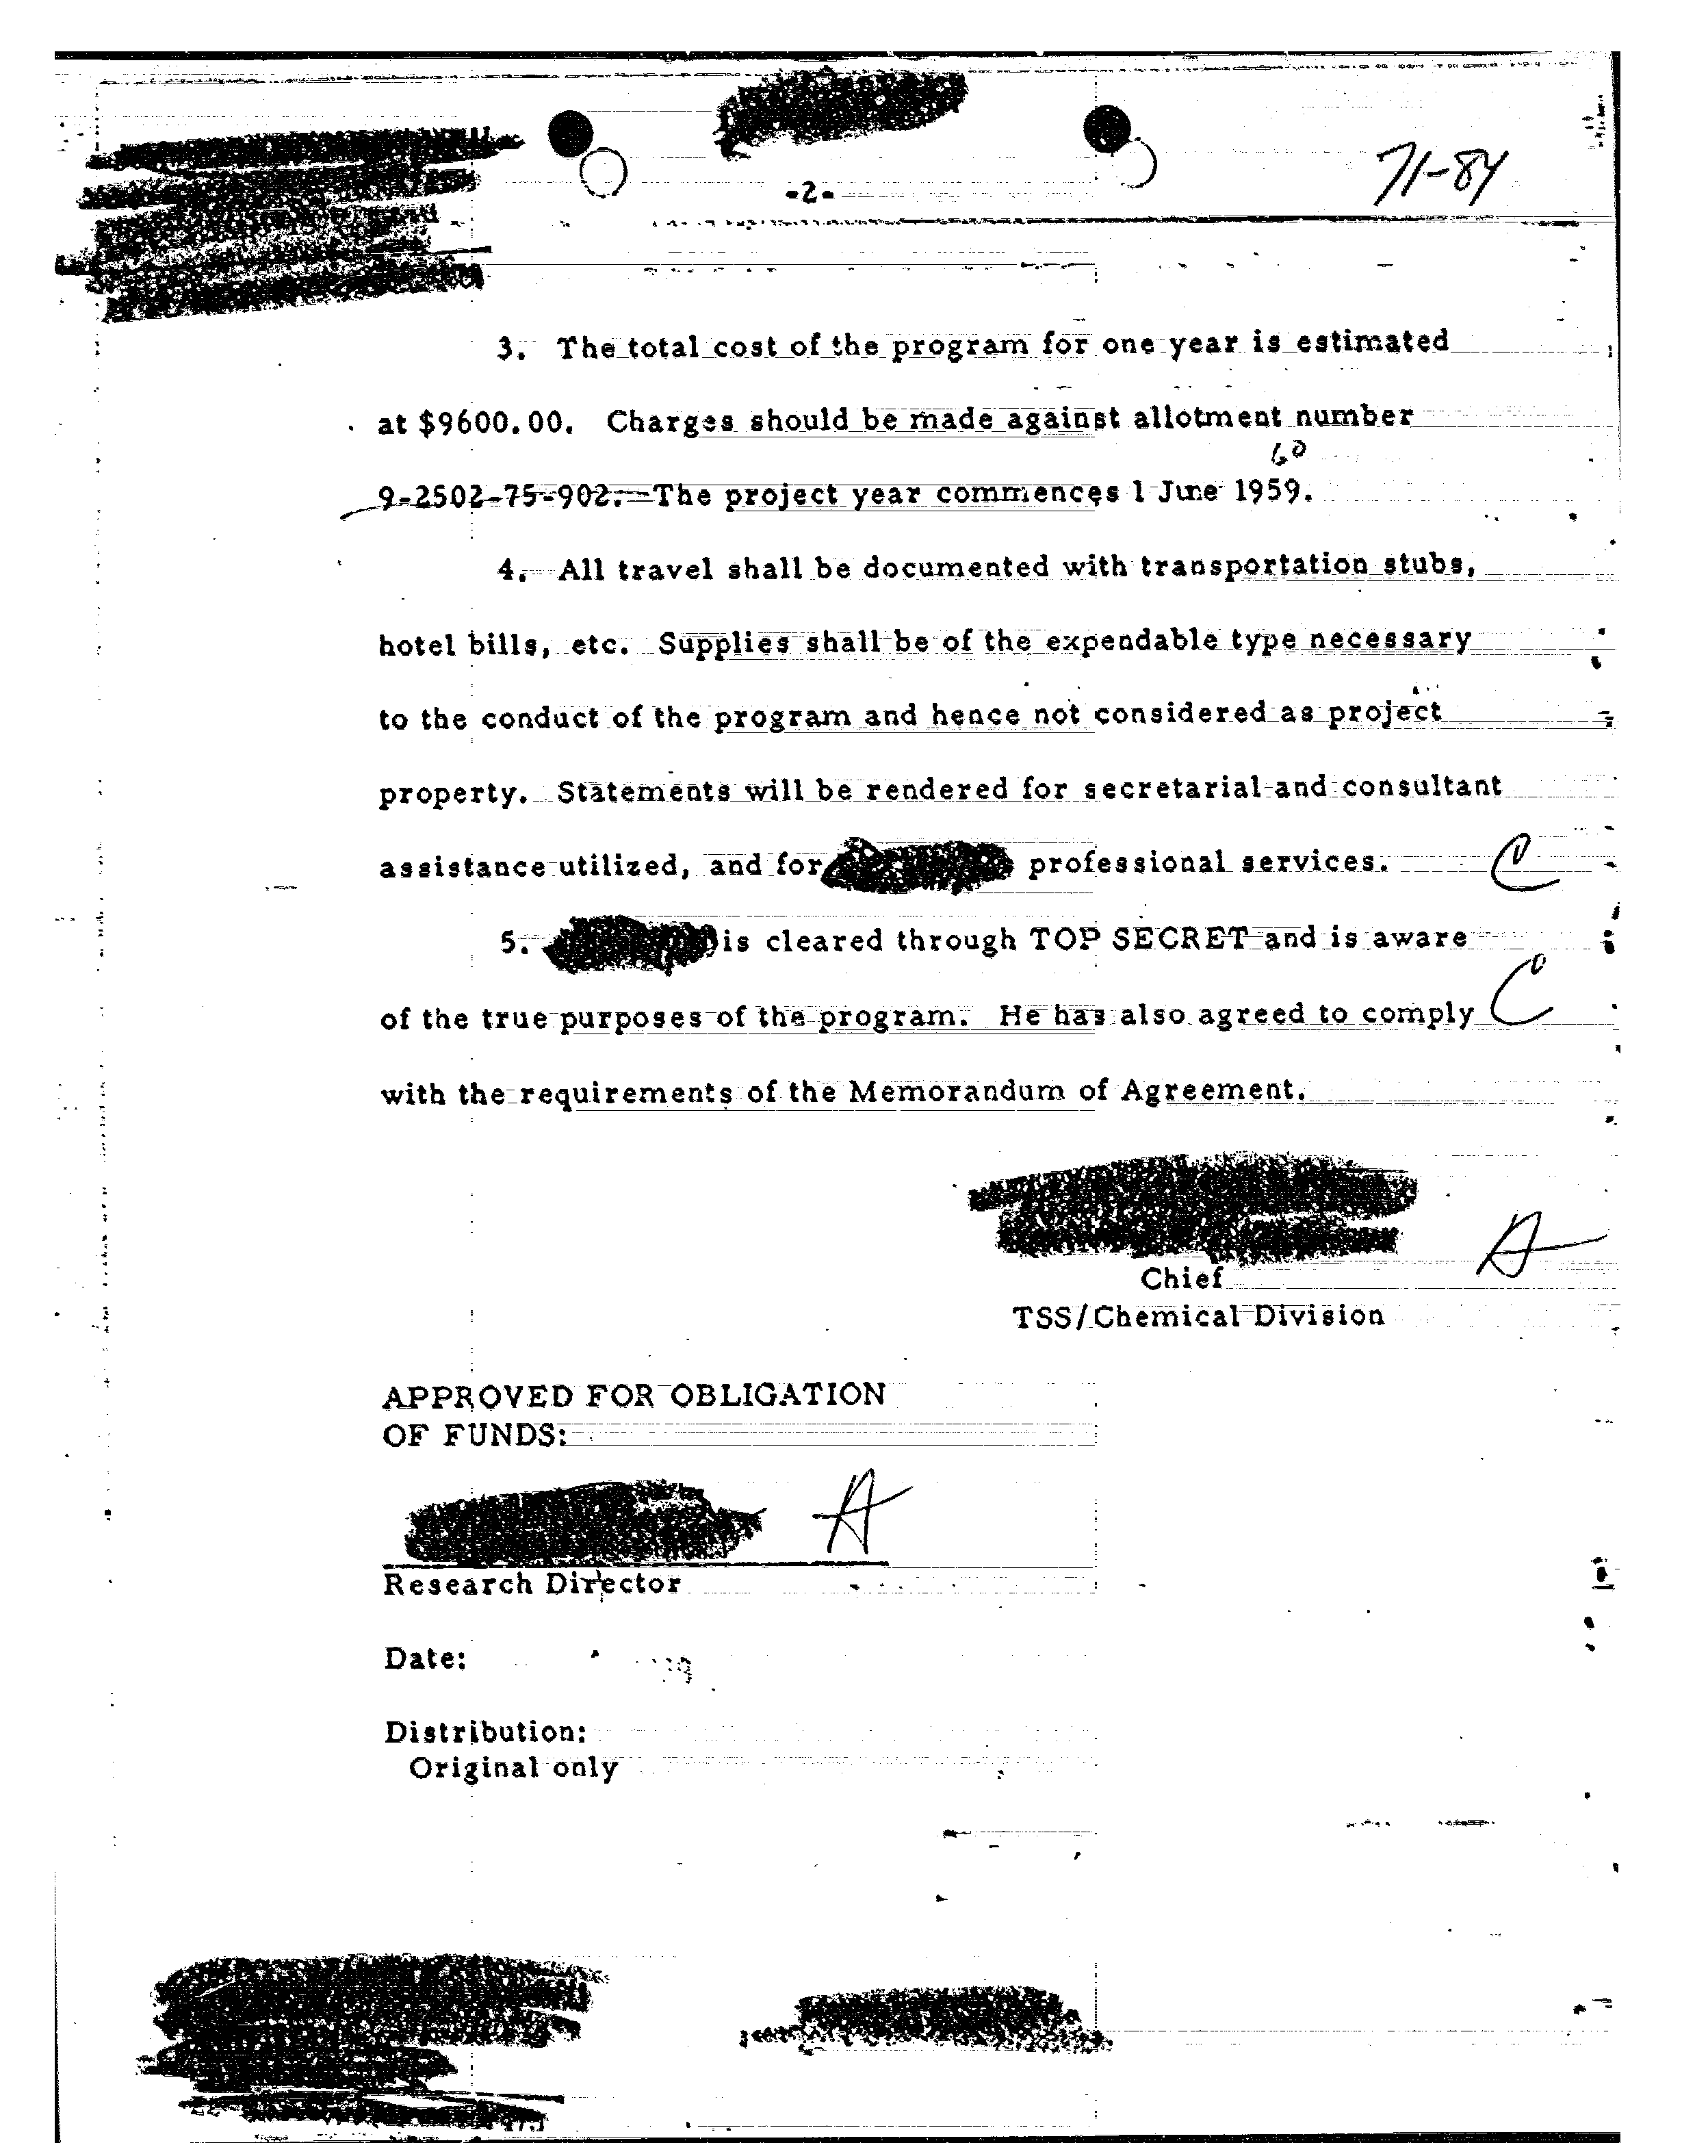 -2-
71-84
3. The total cost of the program for one year is estimated
at $9600.00. Charges should be made against allotment number
60
9-2502-75-902. The project year commences 1 June 1959.
4. All travel shall be documented with transportation stubs,
hotel bills, etc. Supplies shall be of the expendable type necessary
to the conduct of the program and hence not considered as project
property. Statements will be rendered for secretarial and consultant
assistance utilized, and for professional services. C
5. is cleared through TOP SECRET and is aware
of the true purposes of the program. He has also agreed to comply C
with the requirements of the Memorandum of Agreement.
A
Chief
TSS/Chemical Division
APPROVED FOR OBLIGATION
OF FUNDS:
A
Research Director
Date:
Distribution:
Original only